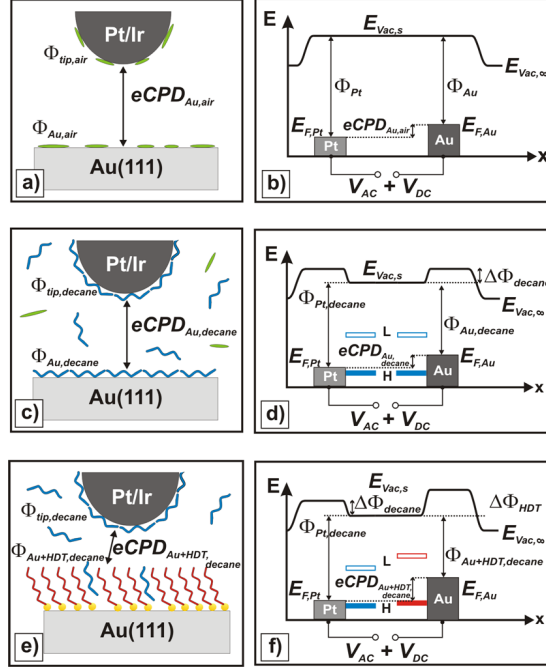 Pt/Ir
Φtip,air
eCPDAu,air
ΦAu,air
Au(111)
a)
E
EVac,s
EVac,∞
ΦPt
ΦAu
EF,Pt
eCPDAu,air
EF,Au
Pt
Au
x
VAC + VDC
b)
Pt/Ir
Φtip,decane
eCPDAu,decane
ΦAu,decane
Au(111)
c)
E
EVac,s
ΔΦdecane
EVac,∞
ΦPt,decane
ΦAu,decane
L
EF,Pt
eCPDAu,decane
EF,Au
Pt
H
Au
x
VAC + VDC
d)
Pt/Ir
Φtip,decane
ΦAu+HDT,decane
eCPDAu+HDT,decane
Au(111)
e)
E
EVac,s
ΔΦdecane
ΔΦHDT
ΦPt,decane
EVac,∞
L
ΦAu+HDT,decane
eCPDAu+HDT,decane
EF,Pt
EF,Au
Pt
H
Au
x
VAC + VDC
f)